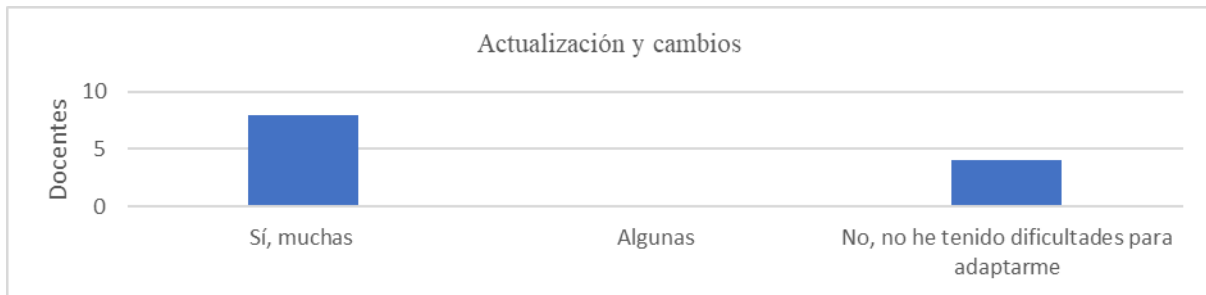 Actualización y cambios
Docentes
10
5
0
Sí, muchas
Algunas
No, no he tenido dificultades para
adaptarme